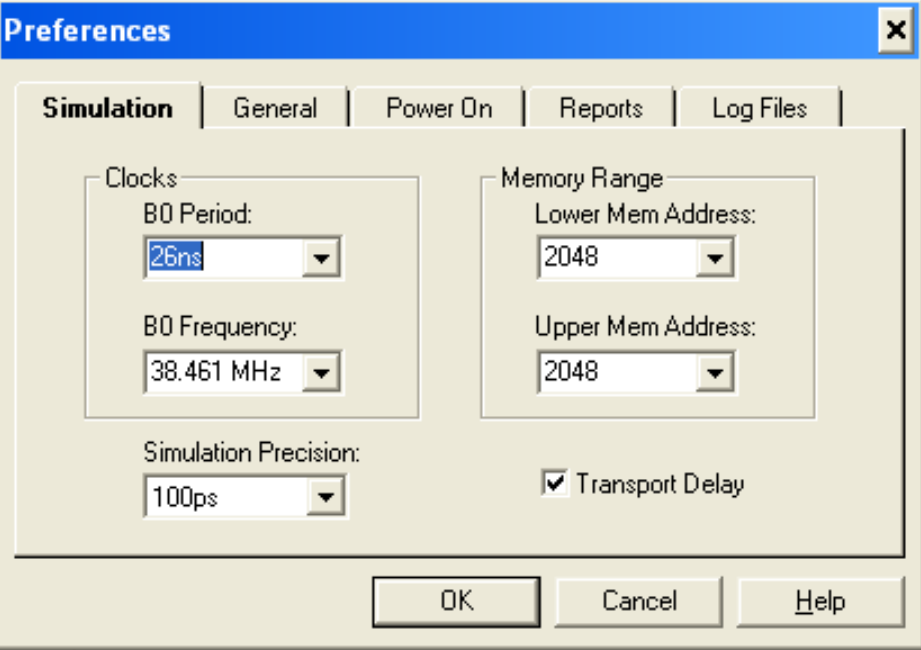 Preferences
Simulation General Power On Reports Log Files
Clocks
B0 Period:
26ns
B0 Frequency:
38.461 MHz
Simulation Precision:
100ps
Memory Range
Lower Mem Address:
2048
Upper Mem Address:
2048
Transport Delay
OK Cancel Help